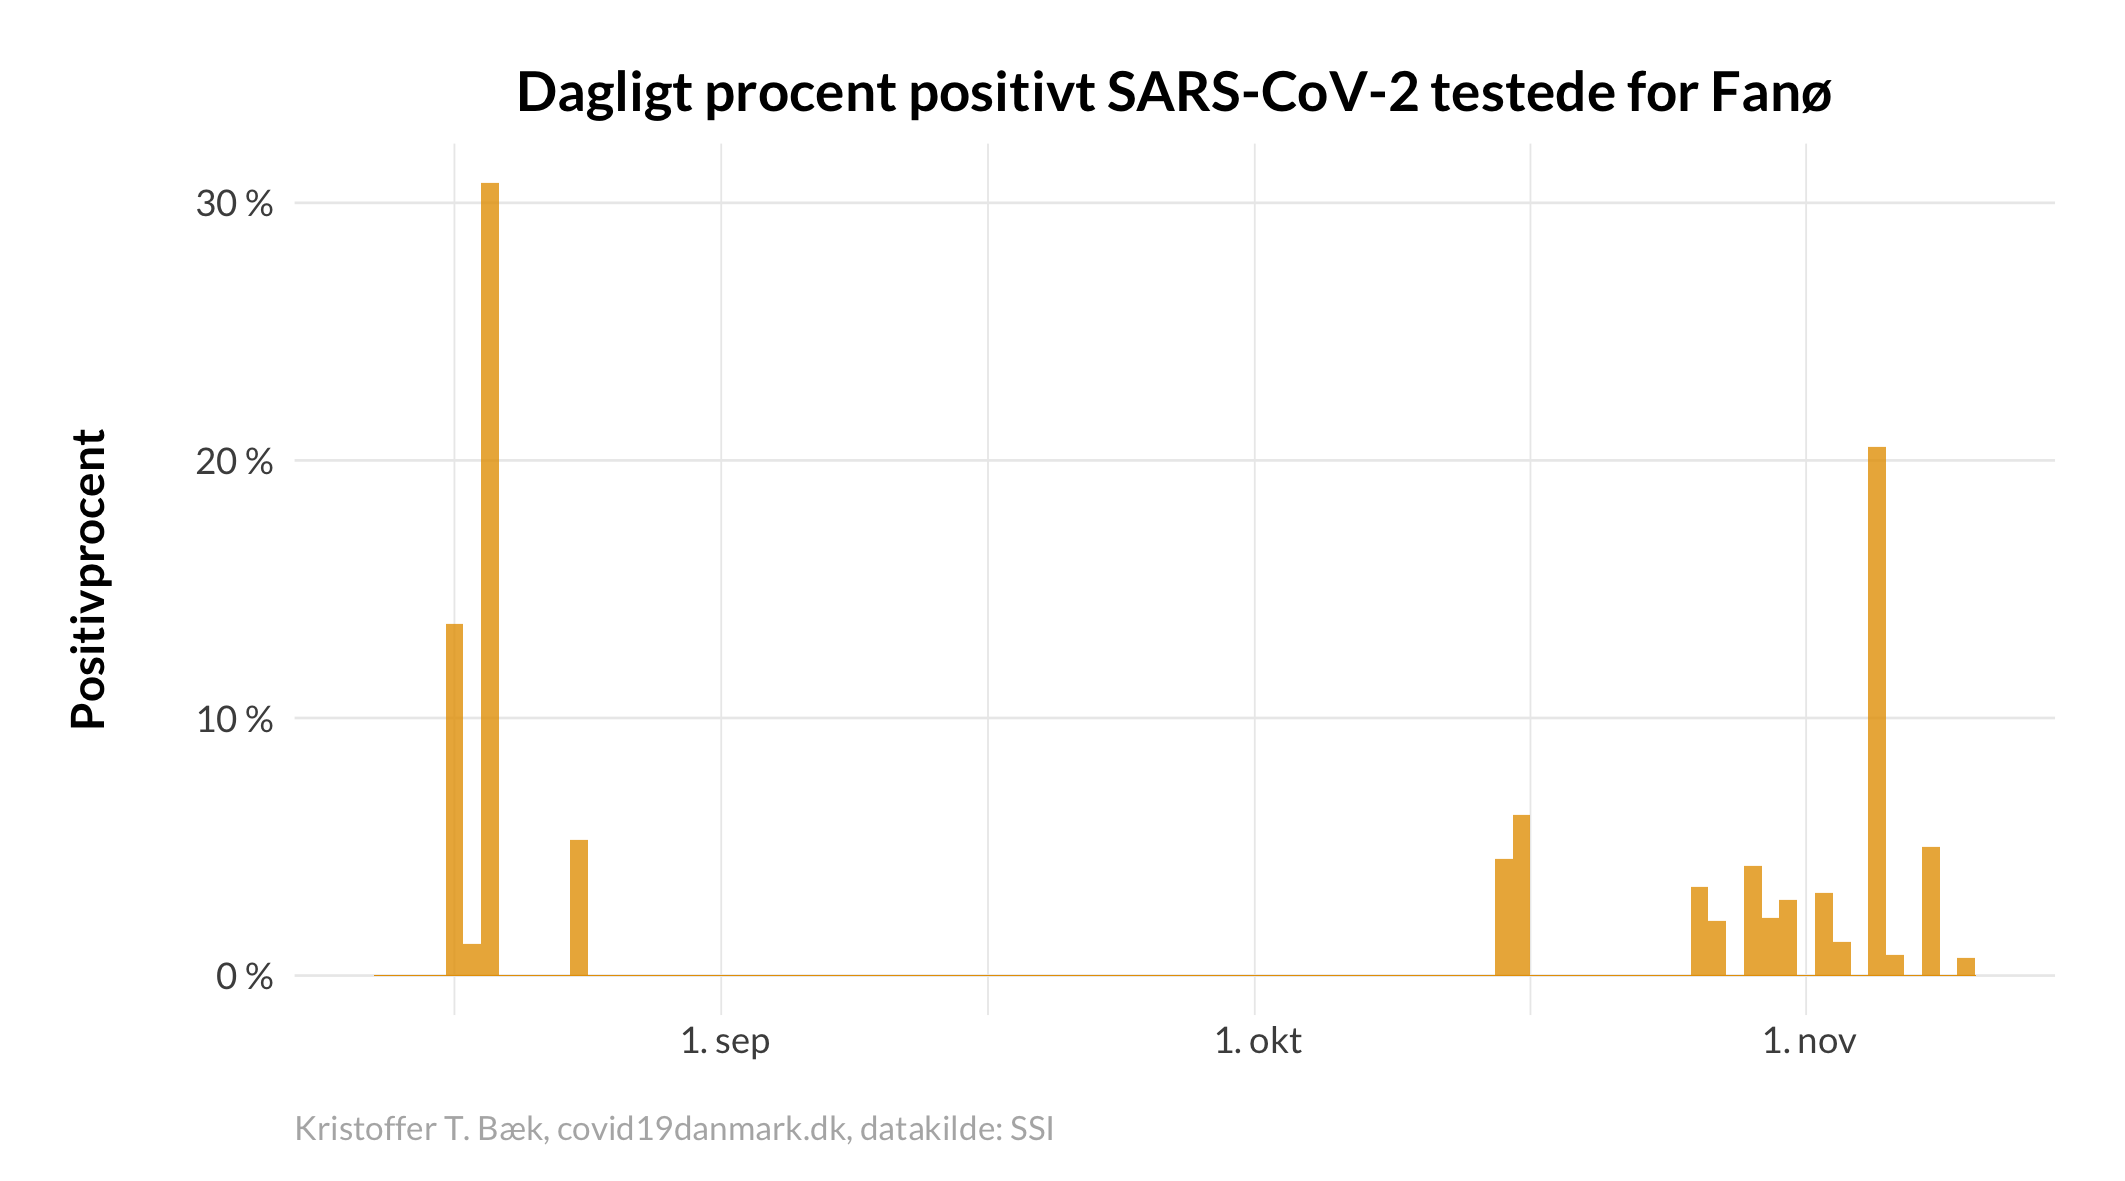 Dagligt procent positivt SARS-CoV-2 testede for Fanø
Positivprocent
30 %
20 %
10 %
0 %
1. sep
1. okt
1. nov
Kristoffer T. Bæk, covid19danmark.dk, datakilde: SSI